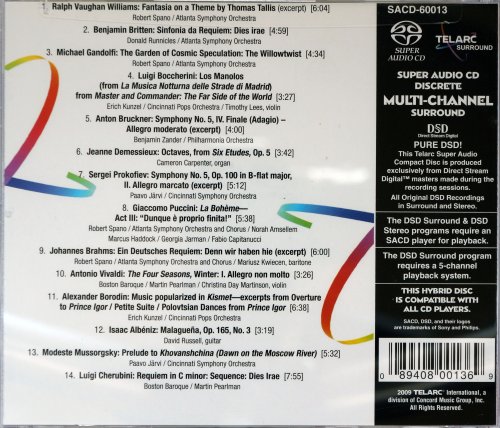 1. Ralph Vaughan Williams: Fantasia on a Theme by Thomas Tallis (excerpt) [6:04]
Robert Spano / Atlanta Symphony Orchestra
2. Benjamin Britten: Sinfonia da Requiem: Dies irae [4:59]
Donald Runnicles / Atlanta Symphony Orchestra
3. Michael Gandolfi: The Garden of Cosmic Speculation: The Willowtwist [4:34]
Robert Spano / Atlanta Symphony Orchestra
4. Luigi Boccherini: Los Manolos
(from La Musica Notturna delle Strade di Madrid)
from Master and Commander: The Far Side of the World [3:27]
Erich Kunzel / Cincinnati Pops Orchestra / Timothy Lees, violin
5. Anton Bruckner: Symphony No. 5, IV. Finale (Adagio) –
Allegro moderato (excerpt) [4:00]
Benjamin Zander / Philharmonia Orchestra
6. Jeanne Demessieux: Octaves, from Six Etudes, Op. 5 [2:42]
Cameron Carpenter, organ
7. Sergei Prokofiev: Symphony No. 5, Op. 100 in B-flat major,
II. Allegro marcato (excerpt) [5:12]
Paavo Järvi / Cincinnati Symphony Orchestra
8. Giaccomo Puccini: La Bohème—
Act III: "Dunque è proprio finita!" [5:38]
Robert Spano / Atlanta Symphony Orchestra and Chorus / Norah Amsellem
Marcus Haddock / Georgia Jarman / Fabio Capitanucci
9. Johannes Brahms: Ein Deutsches Requiem: Denn wir haben hie (excerpt) [6:00]
Robert Spano / Atlanta Symphony Orchestra and Chorus / Mariusz Kwiecen, baritone
10. Antonio Vivaldi: The Four Seasons, Winter: I. Allegro non molto [3:26]
Boston Baroque / Martin Pearlman / Christina Day Martinson, violin
11. Alexander Borodin: Music popularized in Kismet—excerpts from Overture
to Prince Igor / Petite Suite / Polovtsian Dances from Prince Igor [6:38]
Erich Kunzel / Cincinnati Pops Orchestra
12. Isaac Albéniz: Malagueña, Op. 165, No. 3 [3:19]
David Russell, guitar
13. Modeste Mussorgsky: Prelude to Khovanshchina (Dawn on the Moscow River) [5:32]
Paavo Järvi / Cincinnati Symphony Orchestra
14. Luigi Cherubini: Requiem in C minor: Sequence: Dies Irae [7:55]
Boston Baroque / Martin Pearlman
SACD-60013
SUPER AUDIO CD
TELARC
SURROUND
SUPER AUDIO CD
DISCRETE
MULTI-CHANNEL
SURROUND
DSD
Direct Stream Digital
PURE DSD!
This Telarc Super Audio
Compact Disc is produced
exclusively from Direct Stream
Digital™ masters made during the
recording sessions.
All Original DSD Recordings
in Surround and Stereo.
The DSD Surround & DSD
Stereo programs require an
SACD player for playback.
The DSD Surround program
requires a 5-channel
playback system.
THIS HYBRID DISC
IS COMPATIBLE WITH
ALL CD PLAYERS.
SACD, DSD, and their logos
are trademarks of Sony and Philips.
0 89408 00136 9
2009 TELARC® International, a
division of Concord Music Group, Inc.
All Rights Reserved.